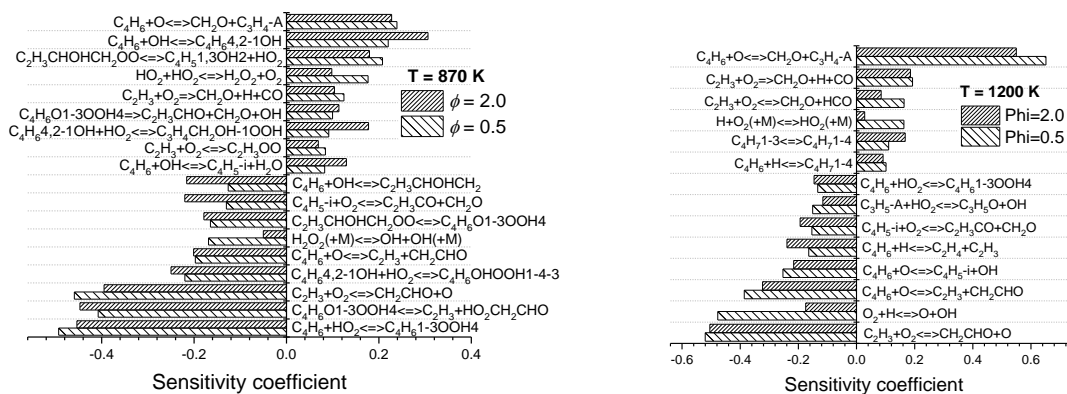 C4H6+O<=>CH2O+C3H4-A
C4H6+OH<=>C4H64,2-1OH
C2H3CHOHCH2OO<=>C4H51,3OH2+HO2
HO2+HO2<=>H2O2+O2
C2H3+O2<=>CH2O+H+CO
C4H6O1-3OOH4=>C2H3CHO+CH2O+OH
C4H64,2-1OH+HO2<=>C3H4CH2OH-1OOH
C2H3+O2<=>C2H3OO
C4H6+OH<=>C4H5-i+H2O
T = 870 K
ϕ = 2.0
ϕ = 0.5
C4H6+OH<=>C2H3CHOHCH2
C4H5-i+O2<=>C2H3CO+CH2O
C2H3CHOHCH2OO<=>C4H6O1-3OOH4
H2O2(+M)<=>OH+OH(+M)
C4H6+O<=>C2H3+CH2CHO
C4H64,2-1OH+HO2<=>C4H6OHOOH1-4-3
C2H3+O2<=>CH2CHO+O
C4H6O1-3OOH4<=>C2H3+HO2CH2CHO
C4H6+HO2<=>C4H61-3OOH4
-0.4 -0.2 0.0 0.2 0.4
Sensitivity coefficient
C4H6+O<=>CH2O+C3H4-A
C2H3+O2<=>CH2O+H+CO
C2H3+O2<=>CH2O+HCO
H+O2(+M)<=>HO2(+M)
C4H71-3<=>C4H71-4
C4H6+H<=>C4H71-4
T = 1200 K
Phi=2.0
Phi=0.5
C4H6+HO2<=>C4H61-3OOH4
C3H5-A+HO2<=>C3H5O+OH
C4H5-i+O2<=>C2H3CO+CH2O
C4H6+H<=>C2H4+C2H3
C4H6+O<=>C4H5-i+OH
C4H6+O<=>C2H3+CH2CHO
O2+H<=>O+OH
C2H3+O2<=>CH2CHO+O
-0.6 -0.4 -0.2 0.0 0.2 0.4 0.6
Sensitivity coefficient